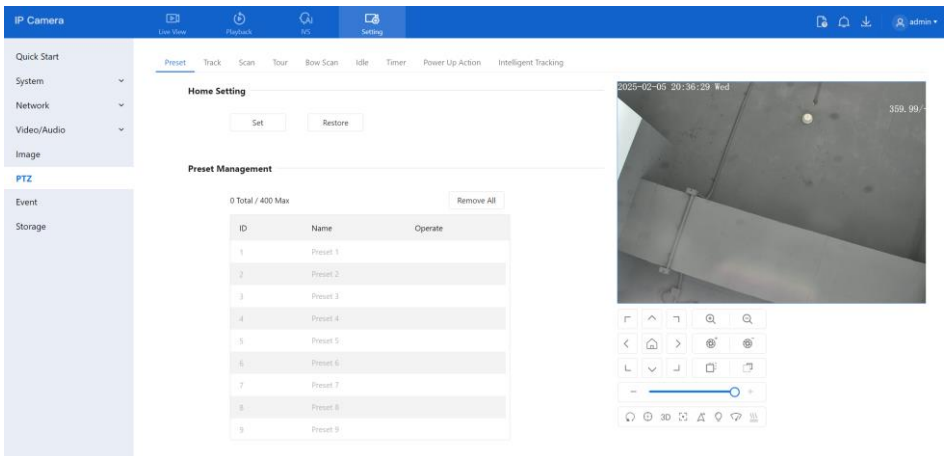 IP Camera
Live View Playback IVS Setting
admin
Quick Start
System
Network
Video/Audio
Image
PTZ
Event
Storage
Preset Track Scan Tour Bow Scan Idle Timer Power Up Action Intelligent Tracking
Home Setting
Set Restore
Preset Management
0 Total / 400 Max Remove All
ID Name Operate
1 Preset 1
2 Preset 2
3 Preset 3
4 Preset 4
5 Preset 5
6 Preset 6
7 Preset 7
8 Preset 8
9 Preset 9
2025-02-05 20:36:29 Wed
359.99/-
3D